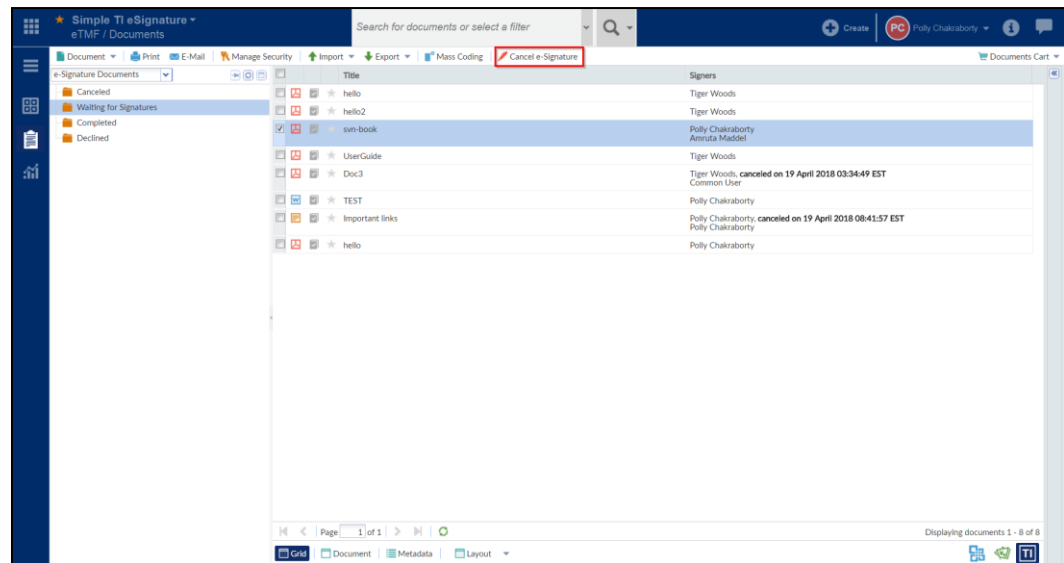 Simple TI eSignature
eTMF / Documents
Search for documents or select a filter
Create
PC Polly Chakraborty
Document Print E-Mail Manage Security Import Export Mass Coding Cancel e-Signature Documents Cart
e-Signature Documents
Title Signers
Canceled
Waiting for Signatures
Completed
Declined
hello Tiger Woods
hello2 Tiger Woods
svn-book Polly Chakraborty
Amruta Maddel
UserGuide Tiger Woods
Doc3 Tiger Woods, canceled on 19 April 2018 03:34:49 EST
Common User
TEST Polly Chakraborty
Important links Polly Chakraborty, canceled on 19 April 2018 08:41:57 EST
Polly Chakraborty
hello Polly Chakraborty
Page 1 of 1 Displaying documents 1 - 8 of 8
Grid Document Metadata Layout TI